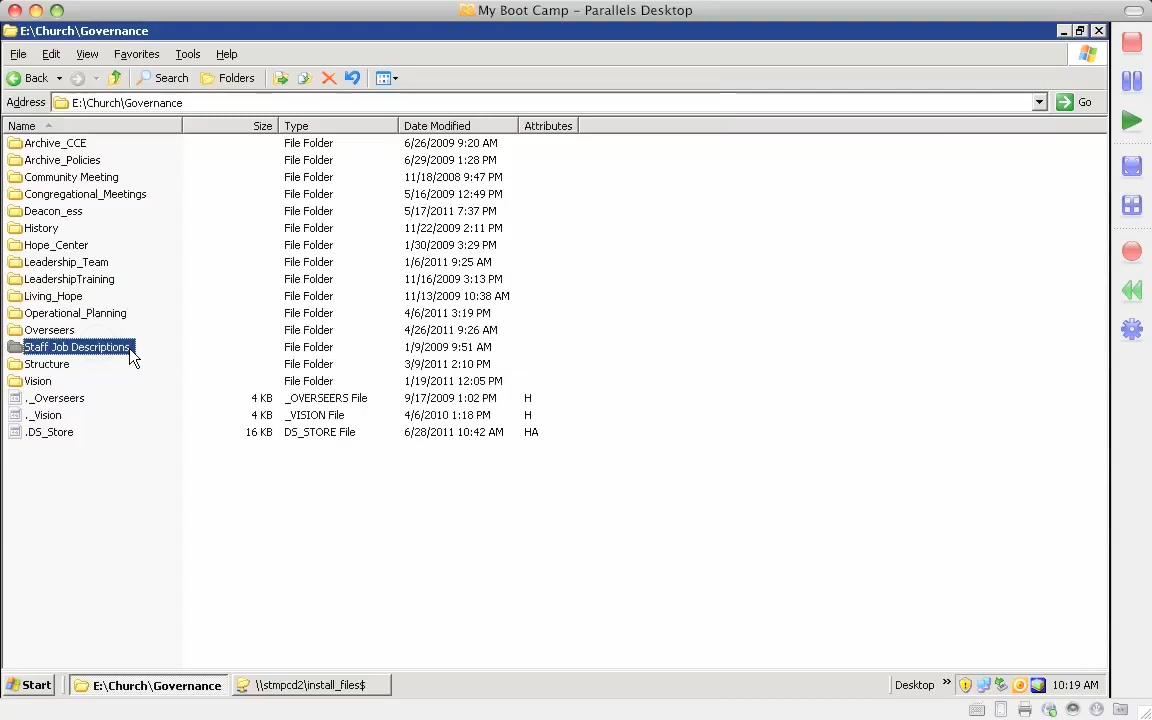 My Boot Camp – Parallels Desktop
E:\Church\Governance
File Edit View Favorites Tools Help
Back Search Folders
Address E:\Church\Governance Go
Name Size Type Date Modified Attributes
Archive_CCE File Folder 6/26/2009 9:20 AM
Archive_Policies File Folder 6/29/2009 1:28 PM
Community Meeting File Folder 11/18/2008 9:47 PM
Congregational_Meetings File Folder 5/16/2009 12:49 PM
Deacon_ess File Folder 5/17/2011 7:37 PM
History File Folder 11/22/2009 2:11 PM
Hope_Center File Folder 1/30/2009 3:29 PM
Leadership_Team File Folder 1/6/2011 9:25 AM
LeadershipTraining File Folder 11/16/2009 3:13 PM
Living_Hope File Folder 11/13/2009 10:38 AM
Operational_Planning File Folder 4/6/2011 3:19 PM
Overseers File Folder 4/26/2011 9:26 AM
Staff Job Descriptions File Folder 1/9/2009 9:51 AM
Structure File Folder 3/9/2011 2:10 PM
Vision File Folder 1/19/2011 12:05 PM
._Overseers 4 KB _OVERSEERS File 9/17/2009 1:02 PM H
._Vision 4 KB _VISION File 4/6/2010 1:18 PM H
.DS_Store 16 KB DS_STORE File 6/28/2011 10:42 AM HA
Start E:\Church\Governance \\stmpcd2\install_files$ Desktop » 10:19 AM